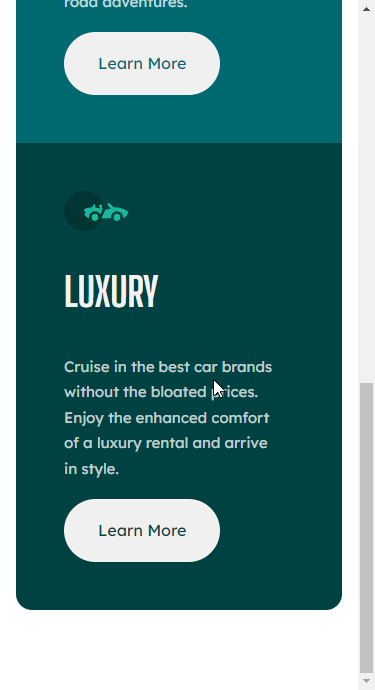 road adventures.
Learn More
LUXURY
Cruise in the best car brands
without the bloated prices.
Enjoy the enhanced comfort
of a luxury rental and arrive
in style.
Learn More